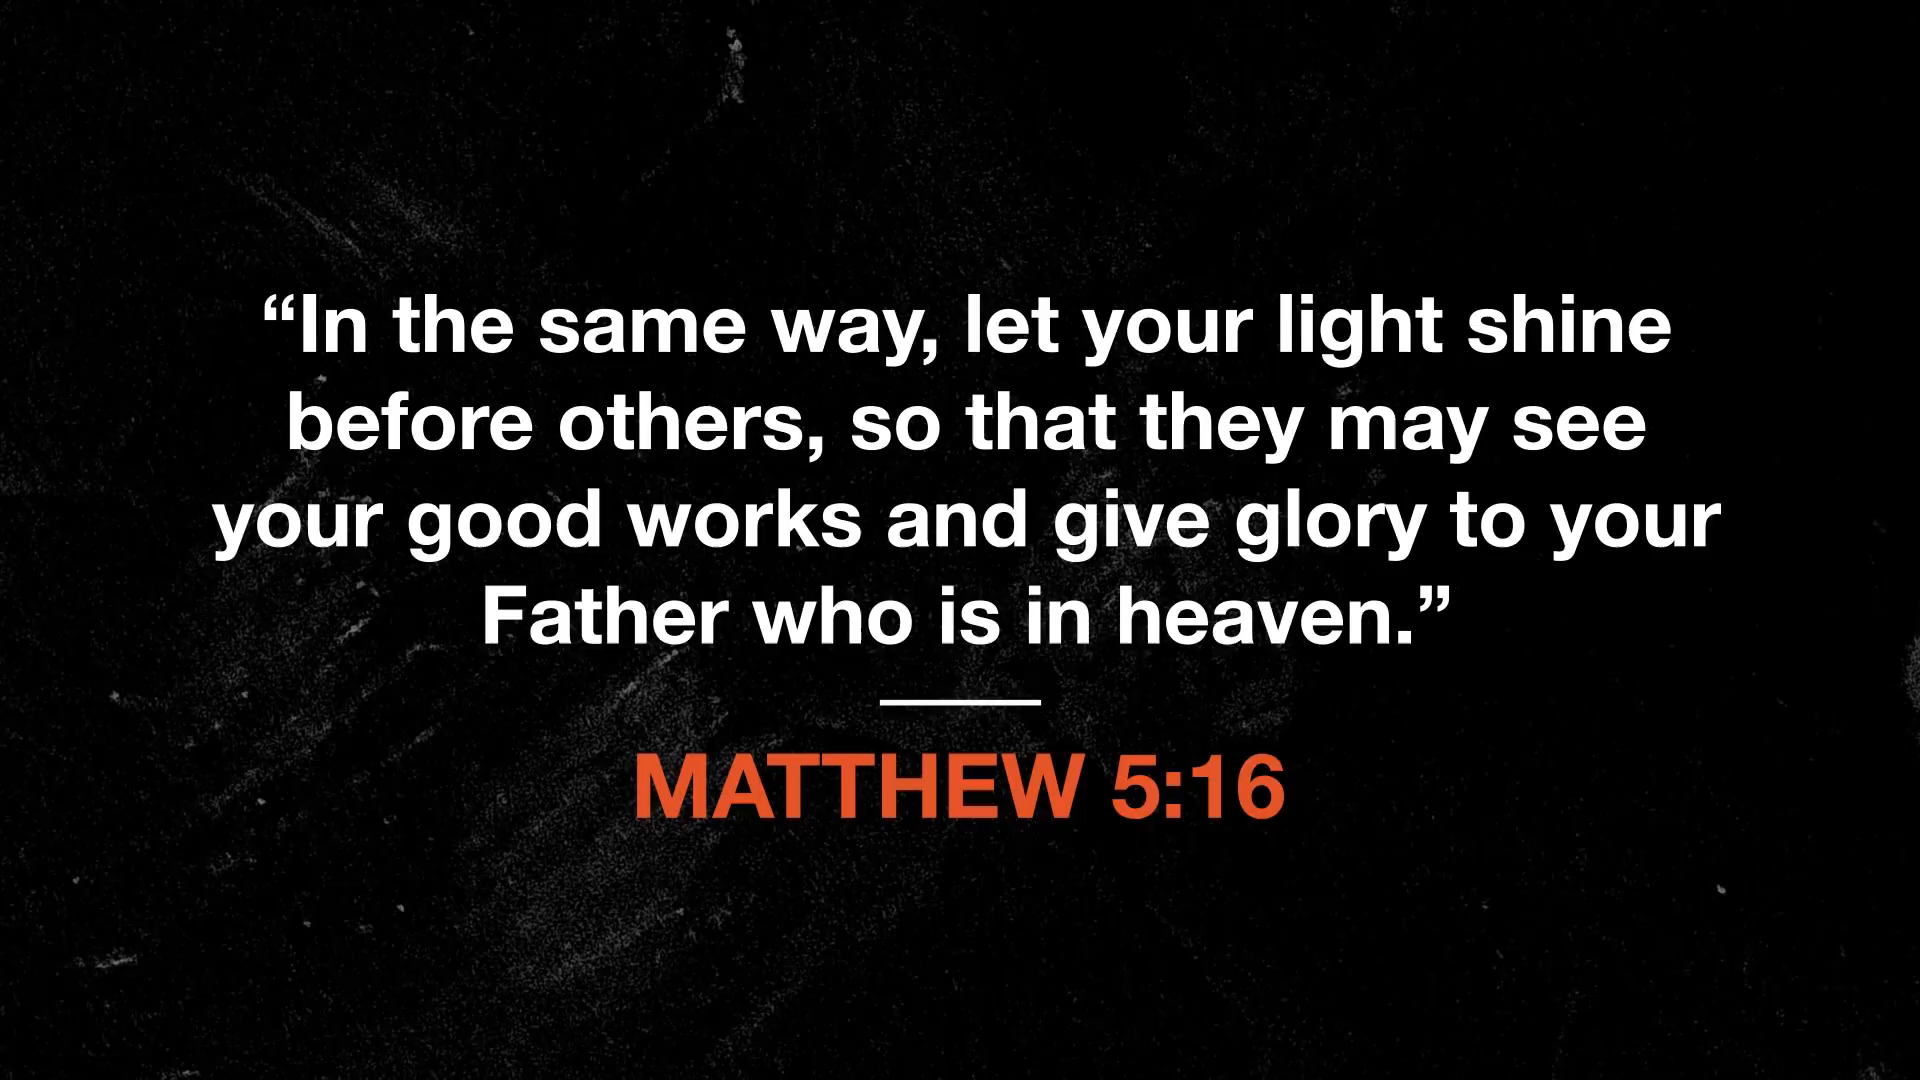 “In the same way, let your light shine
before others, so that they may see
your good works and give glory to your
Father who is in heaven.”
MATTHEW 5:16